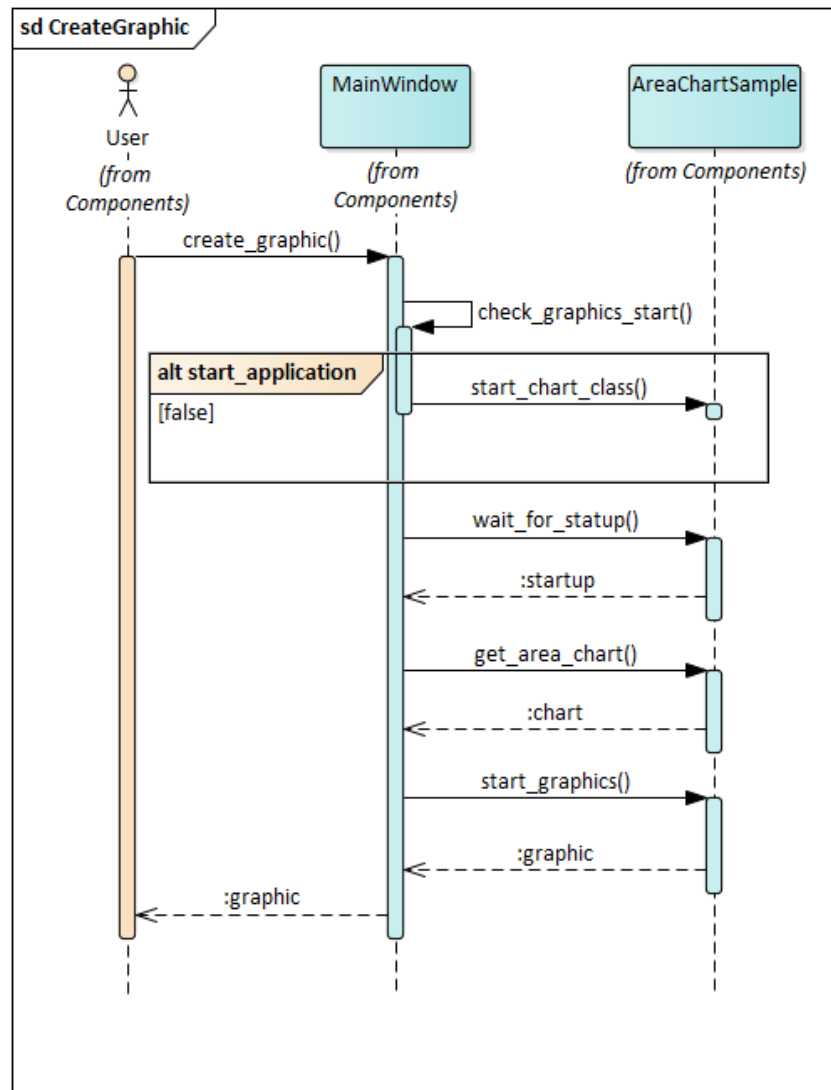 sd CreateGraphic
User
(from
Components)
MainWindow
(from
Components)
AreaChartSample
(from Components)
create_graphic()
check_graphics_start()
alt start_application
[false]
start_chart_class()
wait_for_statup()
:startup
get_area_chart()
:chart
start_graphics()
:graphic
:graphic